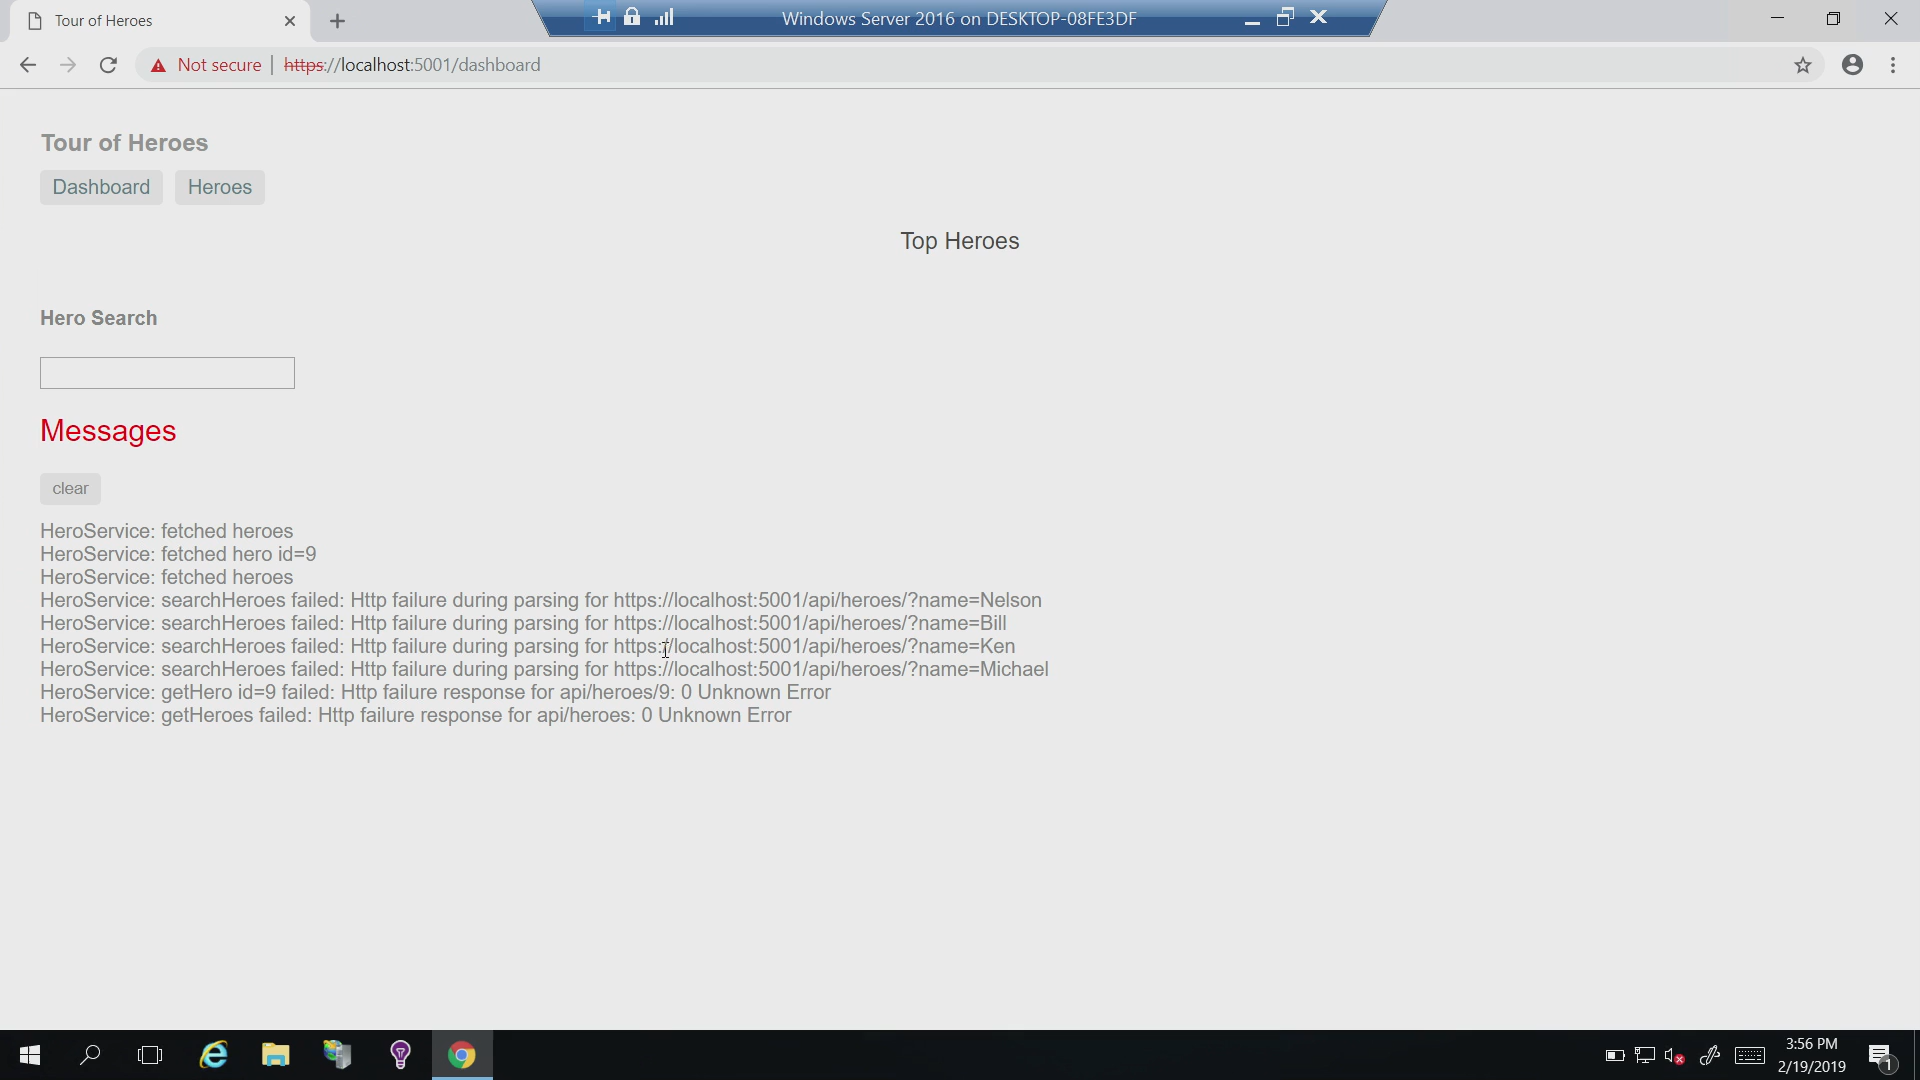 Tour of Heroes
Windows Server 2016 on DESKTOP-08FE3DF
Not secure | https://localhost:5001/dashboard
Tour of Heroes
Dashboard Heroes
Top Heroes
Hero Search
Messages
clear
HeroService: fetched heroes
HeroService: fetched hero id=9
HeroService: fetched heroes
HeroService: searchHeroes failed: Http failure during parsing for https://localhost:5001/api/heroes/?name=Nelson
HeroService: searchHeroes failed: Http failure during parsing for https://localhost:5001/api/heroes/?name=Bill
HeroService: searchHeroes failed: Http failure during parsing for https://localhost:5001/api/heroes/?name=Ken
HeroService: searchHeroes failed: Http failure during parsing for https://localhost:5001/api/heroes/?name=Michael
HeroService: getHero id=9 failed: Http failure response for api/heroes/9: 0 Unknown Error
HeroService: getHeroes failed: Http failure response for api/heroes: 0 Unknown Error
3:56 PM
2/19/2019
1